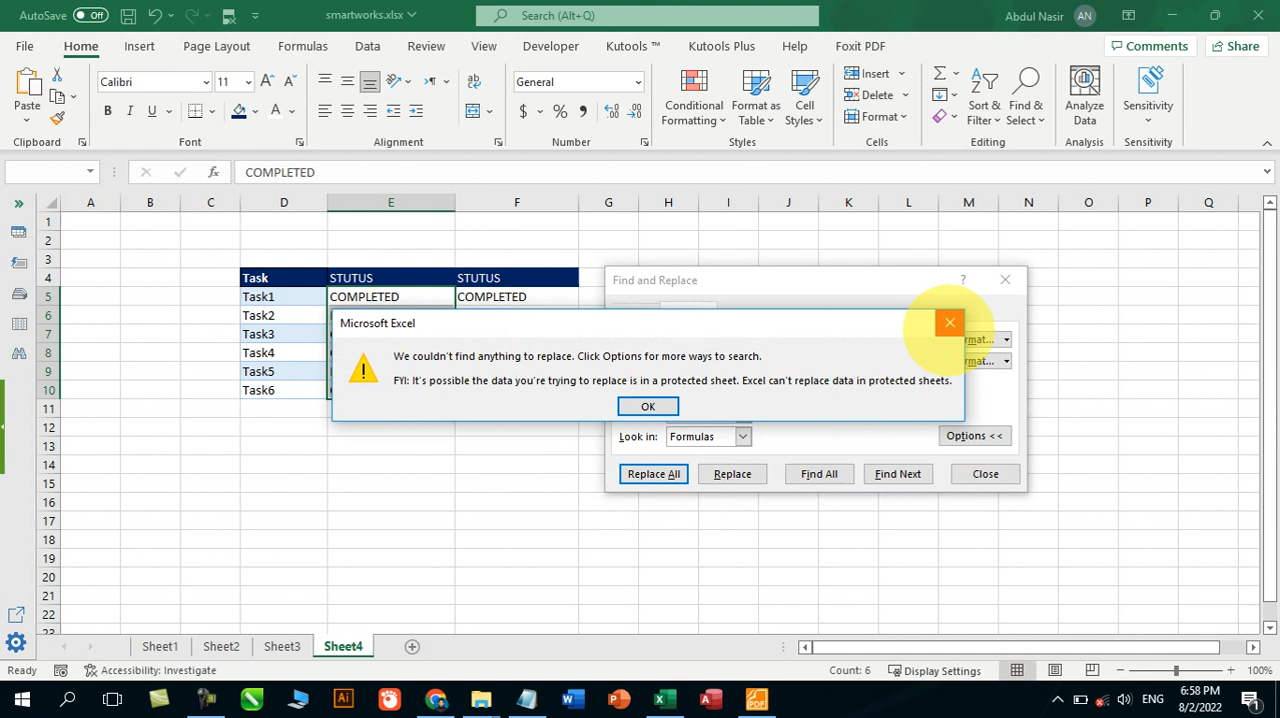 AutoSave Off smartworks.xlsx Search (Alt+Q) Abdul Nasir AN
File Home Insert Page Layout Formulas Data Review View Developer Kutools ™ Kutools Plus Help Foxit PDF Comments Share
Paste Calibri 11 General Conditional Formatting Format as Table Cell Styles Insert Delete Format Sort & Filter Find & Select Analyze Data Sensitivity
Clipboard Font Alignment Number Styles Cells Editing Analysis Sensitivity
COMPLETED
A B C D E F G H I J K L M N O P Q
1
2
3
4 Task STUTUS STUTUS Find and Replace
5 Task1 COMPLETED COMPLETED
6 Task2
7 Task3
8 Task4
9 Task5
10 Task6
Microsoft Excel
We couldn't find anything to replace. Click Options for more ways to search.
FYI: It's possible the data you're trying to replace is in a protected sheet. Excel can't replace data in protected sheets.
OK
Look in: Formulas Options <<
Replace All Replace Find All Find Next Close
11
12
13
14
15
16
17
18
19
20
21
22
Sheet1 Sheet2 Sheet3 Sheet4
Ready Accessibility: Investigate Count: 6 Display Settings 100%
ENG 6:58 PM
8/2/2022